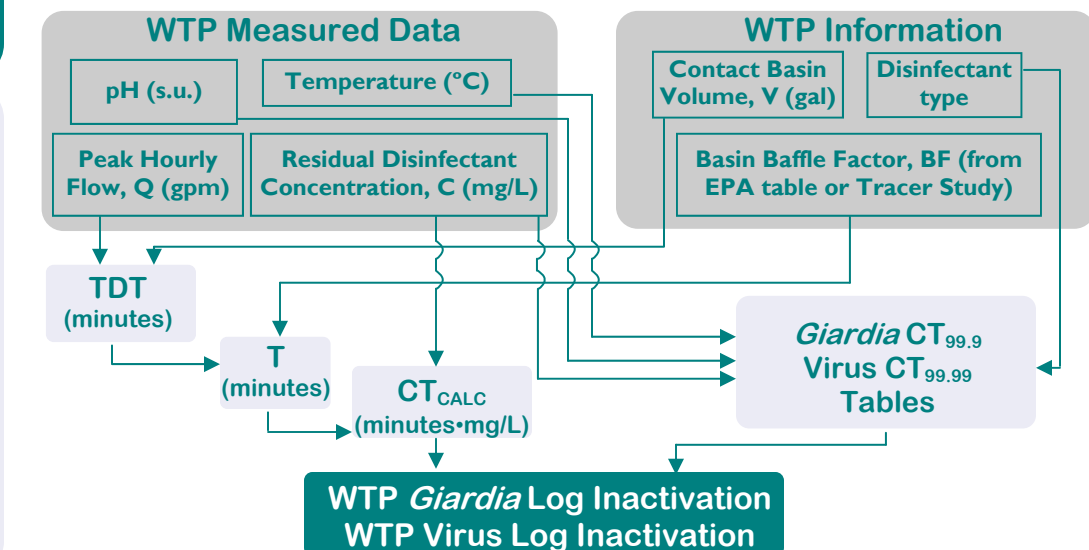 WTP Measured Data
pH (s.u.)
Temperature (ºC)
Peak Hourly
Flow, Q (gpm)
Residual Disinfectant
Concentration, C (mg/L)
WTP Information
Contact Basin
Volume, V (gal)
Disinfectant
type
Basin Baffle Factor, BF (from
EPA table or Tracer Study)
TDT
(minutes)
T
(minutes)
CTCALC
(minutes•mg/L)
Giardia CT99.9
Virus CT99.99
Tables
WTP Giardia Log Inactivation
WTP Virus Log Inactivation